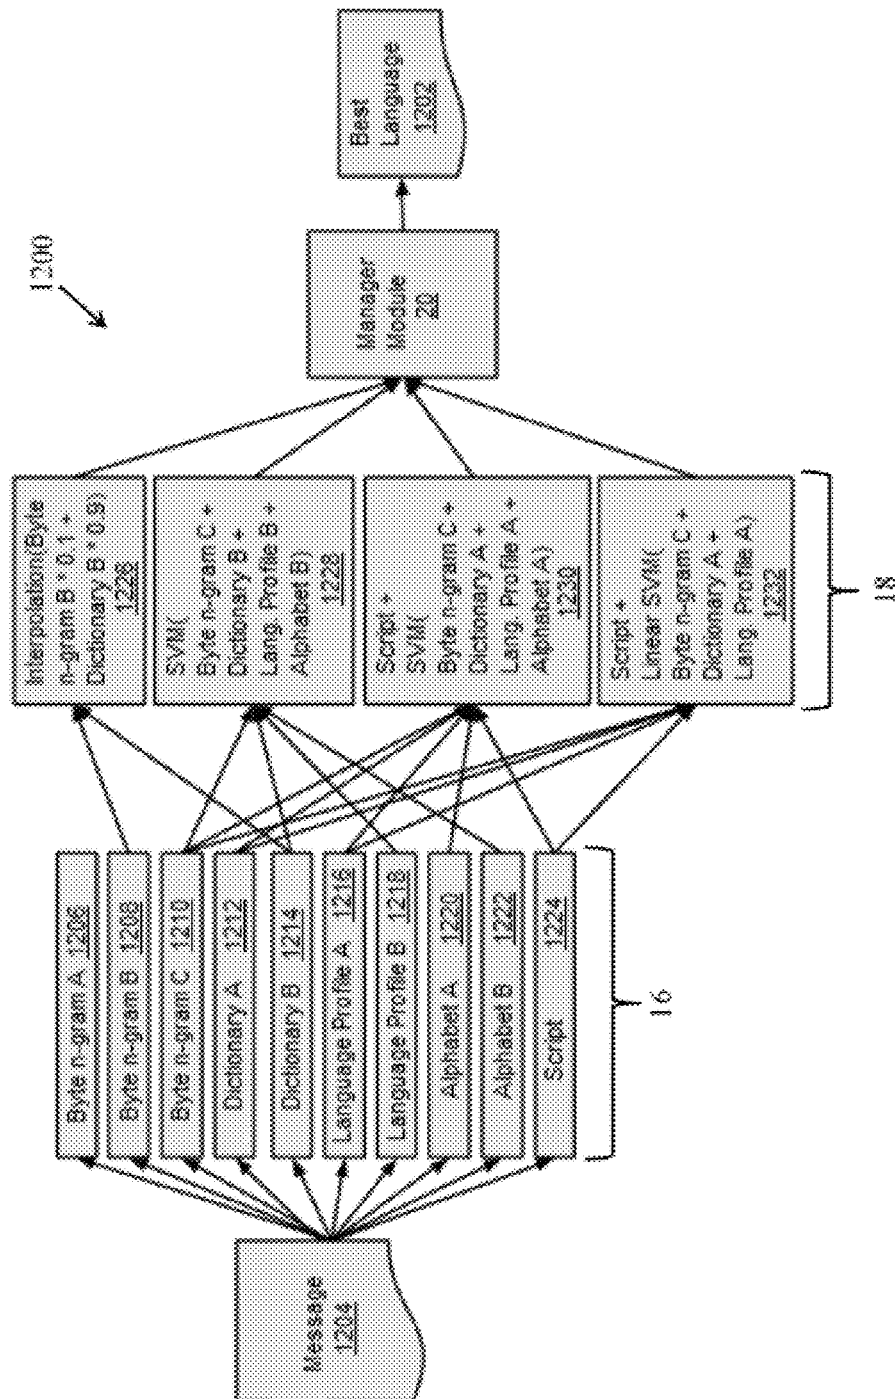 1200
Message
1204
Byte n-gram A 1206
Byte n-gram B 1208
Byte n-gram C 1210
Dictionary A 1212
Dictionary B 1214
Language Profile A 1216
Language Profile B 1218
Alphabet A 1220
Alphabet B 1222
Script 1224
16
Interpolation(Byte
n-gram B * 0.1 +
Dictionary B * 0.9)
1226
SVM(
Byte n-gram C +
Dictionary B +
Lang. Profile B +
Alphabet B)
1228
Script +
SVM(
Byte n-gram C +
Dictionary A +
Lang. Profile A +
Alphabet A)
1230
Script +
Linear SVM(
Byte n-gram C +
Dictionary A +
Lang. Profile A)
1232
18
Manager
Module
20
Best
Language
1202